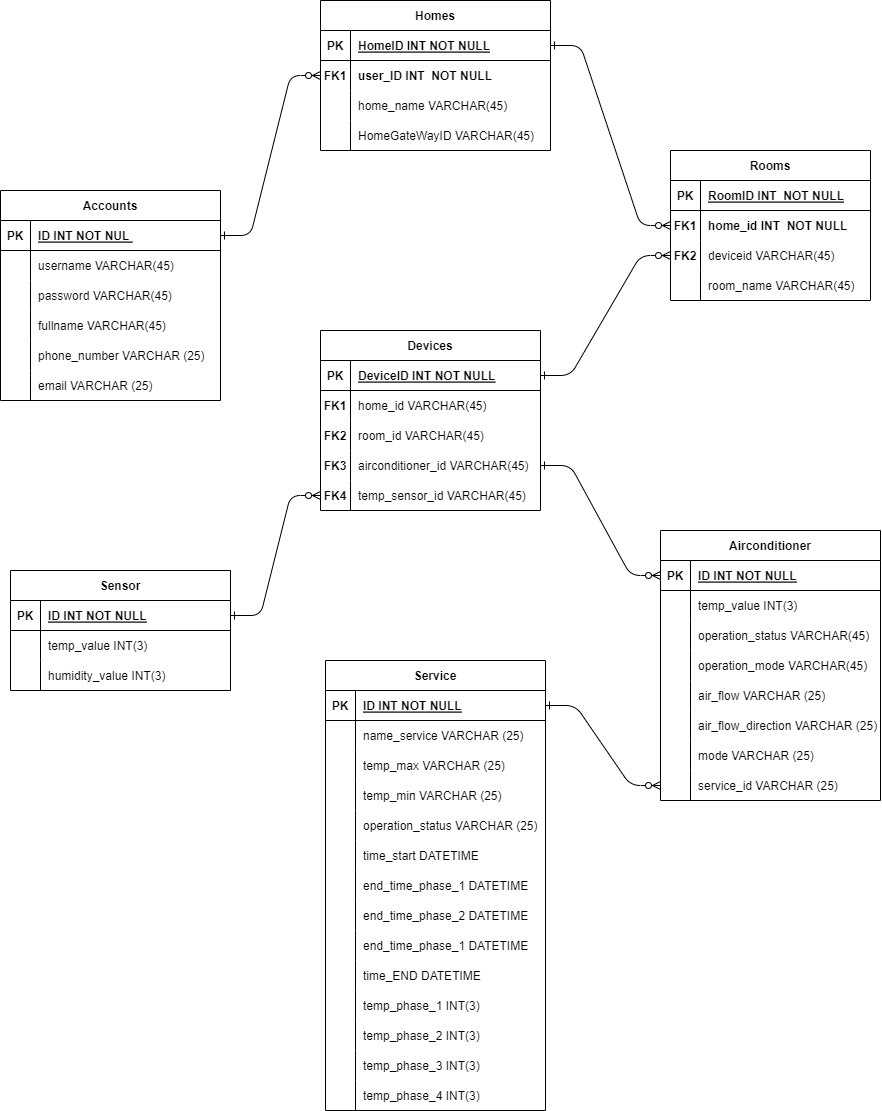 Homes
PK HomeID INT NOT NULL
FK1 user_ID INT  NOT NULL
home_name VARCHAR(45)
HomeGateWayID VARCHAR(45)
Rooms
PK RoomID INT  NOT NULL
FK1 home_id INT  NOT NULL
FK2 deviceid VARCHAR(45)
room_name VARCHAR(45)
Accounts
PK ID INT NOT NUL
username VARCHAR(45)
password VARCHAR(45)
fullname VARCHAR(45)
phone_number VARCHAR (25)
email VARCHAR (25)
Devices
PK DeviceID INT NOT NULL
FK1 home_id VARCHAR(45)
FK2 room_id VARCHAR(45)
FK3 airconditioner_id VARCHAR(45)
FK4 temp_sensor_id VARCHAR(45)
Airconditioner
PK ID INT NOT NULL
temp_value INT(3)
operation_status VARCHAR(45)
operation_mode VARCHAR(45)
air_flow VARCHAR (25)
air_flow_direction VARCHAR (25)
mode VARCHAR (25)
service_id VARCHAR (25)
Sensor
PK ID INT NOT NULL
temp_value INT(3)
humidity_value INT(3)
Service
PK ID INT NOT NULL
name_service VARCHAR (25)
temp_max VARCHAR (25)
temp_min VARCHAR (25)
operation_status VARCHAR (25)
time_start DATETIME
end_time_phase_1 DATETIME
end_time_phase_2 DATETIME
end_time_phase_1 DATETIME
time_END DATETIME
temp_phase_1 INT(3)
temp_phase_2 INT(3)
temp_phase_3 INT(3)
temp_phase_4 INT(3)